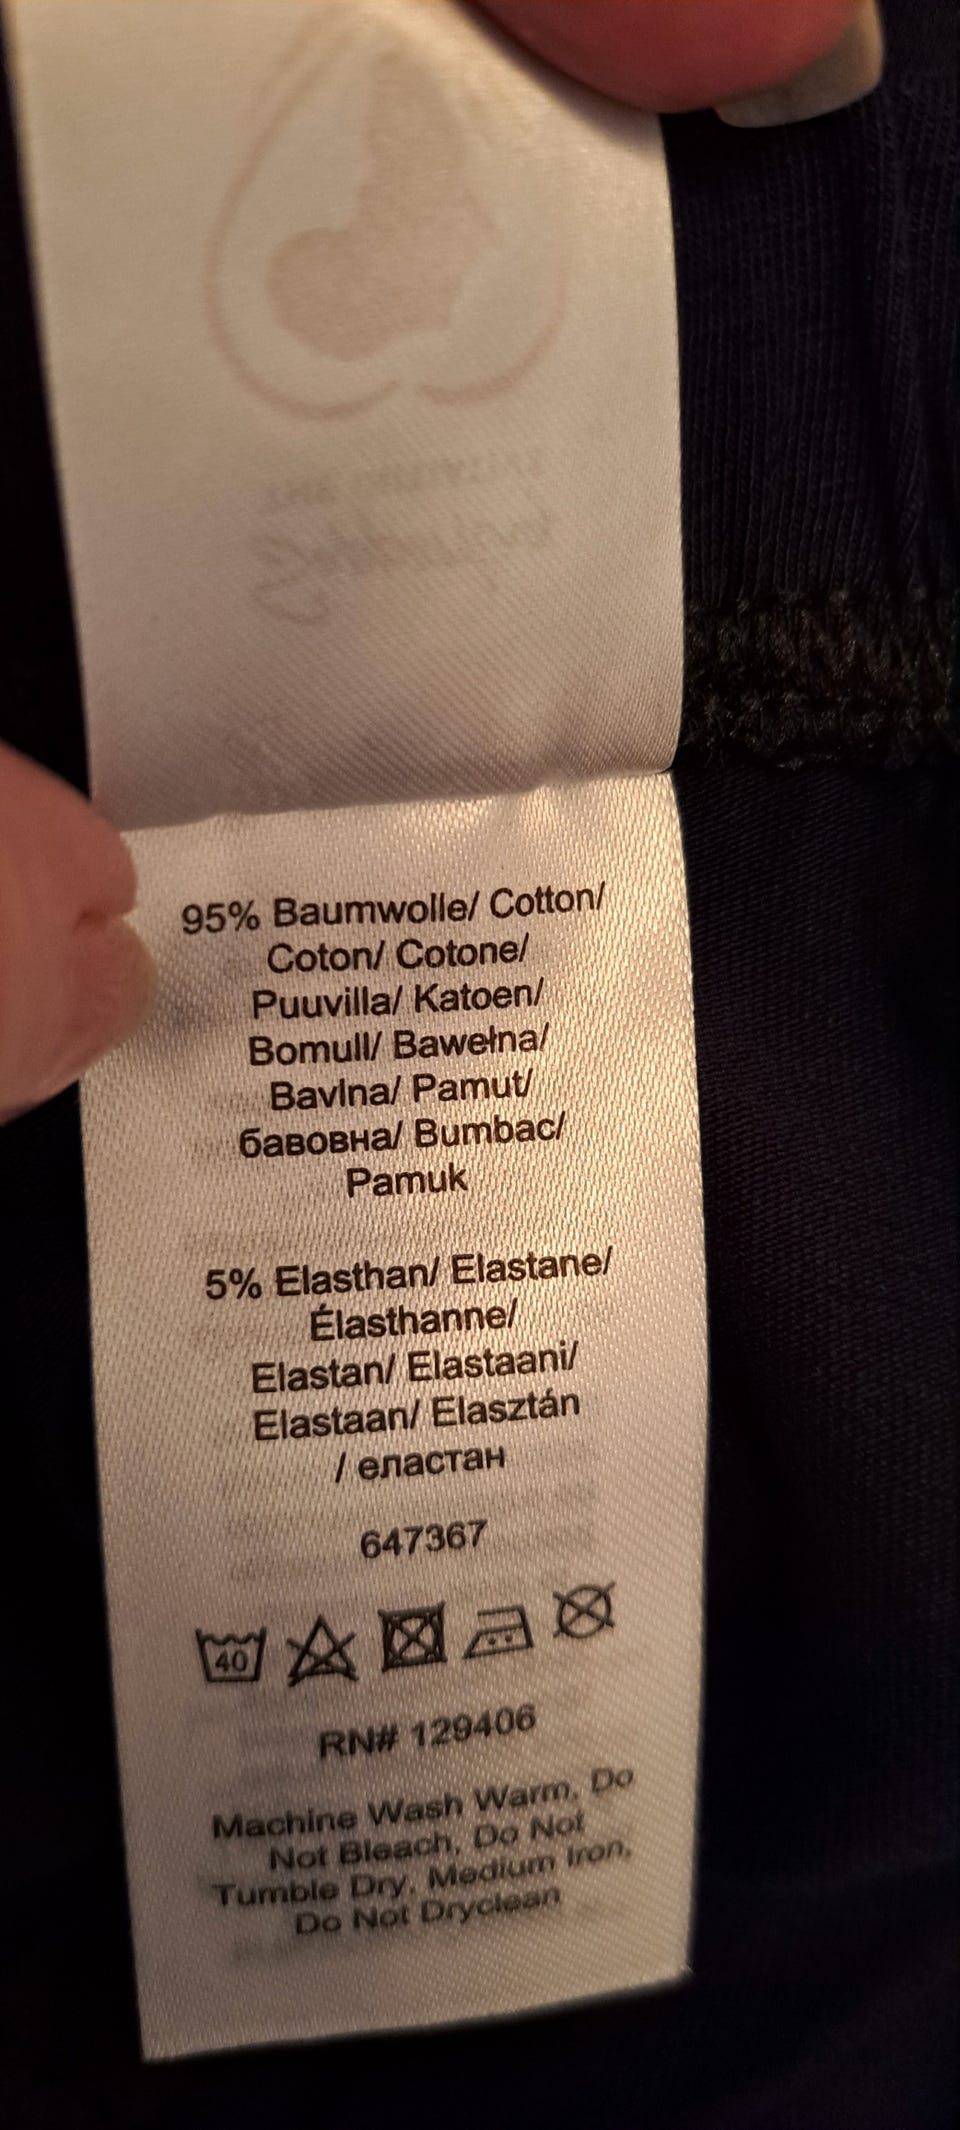 95% Baumwolle/ Cotton/
Coton/ Cotone/
Puuvilla/ Katoen/
Bomull/ Bawełna/
Bavlna/ Pamut/
бавовна/ Bumbac/
Pamuk
5% Elasthan/ Elastane/
Élasthanne/
Elastan/ Elastaani/
Elastaan/ Elasztán
/ еластан
647367
40
RN# 129406
Machine Wash Warm, Do
Not Bleach, Do Not
Tumble Dry, Medium Iron,
Do Not Dryclean